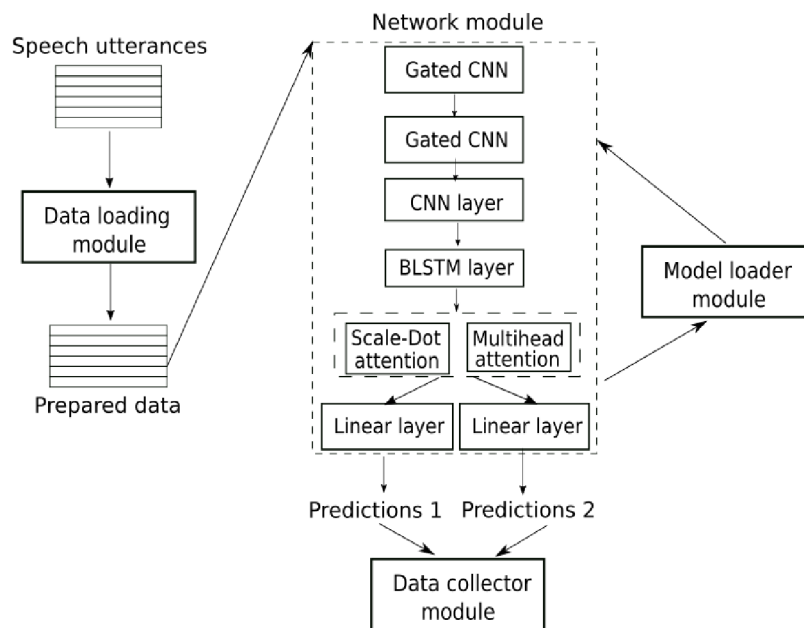 Network module
Speech utterances
Gated CNN
Gated CNN
Data loading
module
CNN layer
BLSTM layer
Model loader
module
Scale-Dot
attention
Multihead
attention
Prepared data
Linear layer
Linear layer
Predictions 1
Predictions 2
Data collector
module